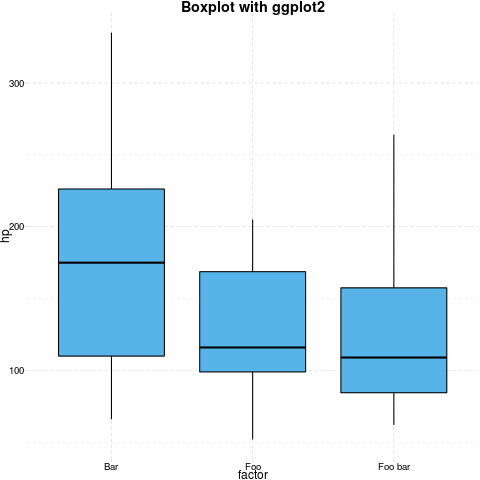 Boxplot with ggplot2
300
200
100
hp
Bar
Foo
Foo bar
factor